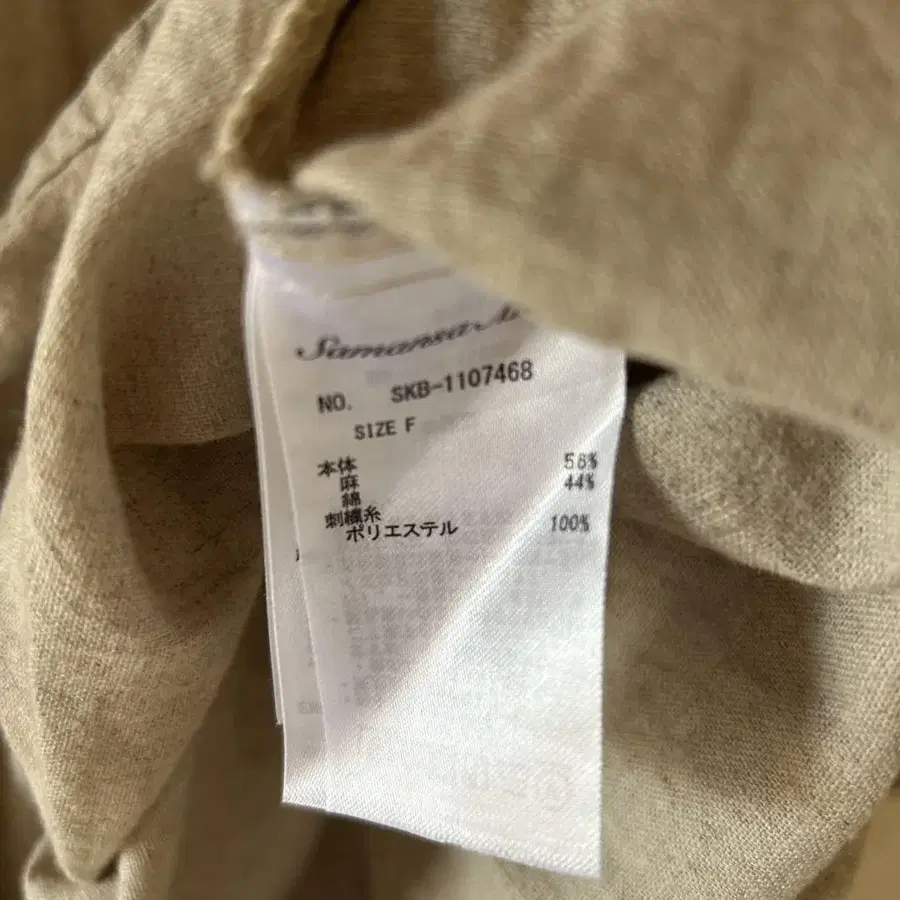 Samansa
NO. SKB-1107468
SIZE F
本体
麻 56%
綿 44%
刺繍糸
ポリエステル 100%